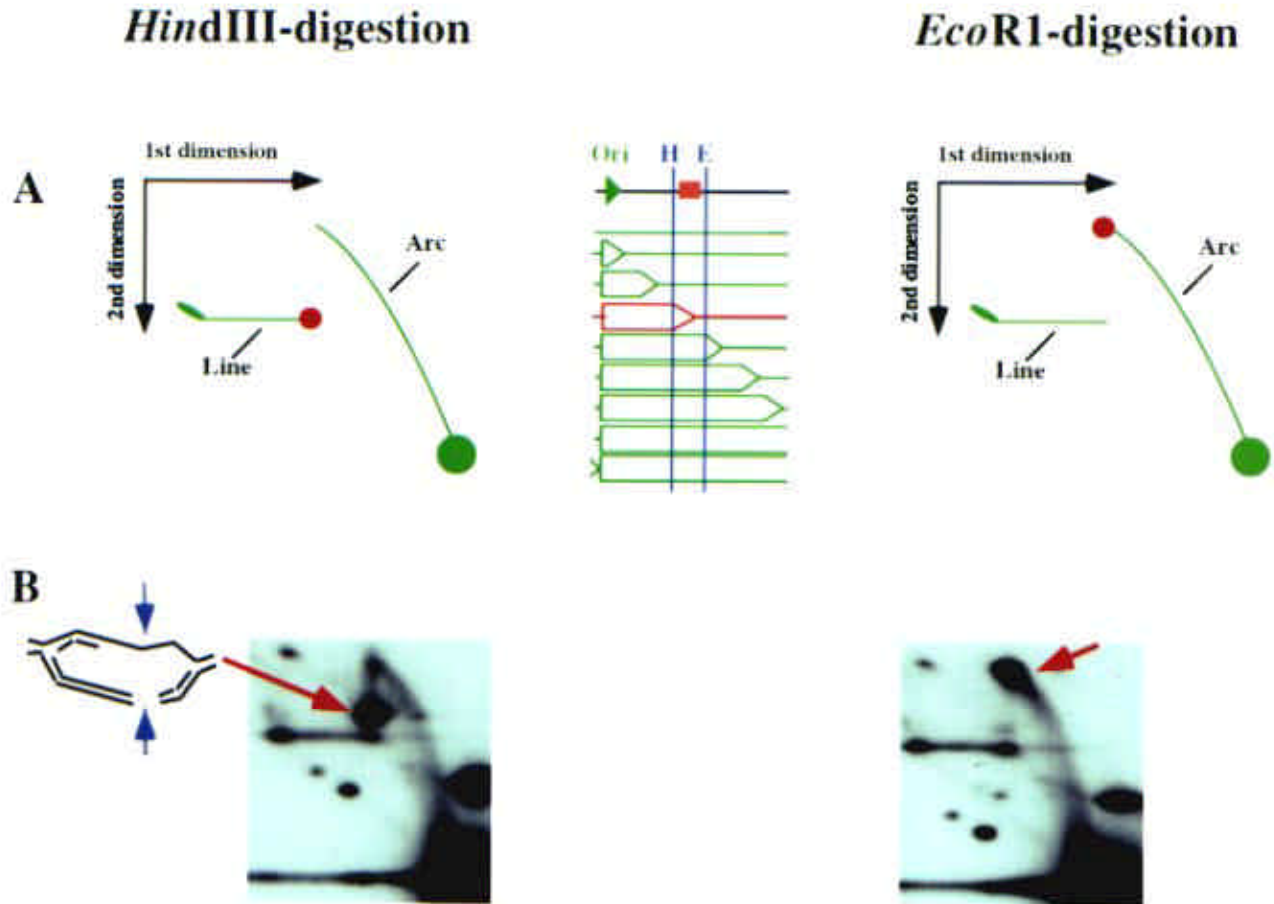 HindIII-digestion
EcoR1-digestion
A
1st dimension
2nd dimension
Arc
Line
Ori H E
1st dimension
2nd dimension
Arc
Line
B